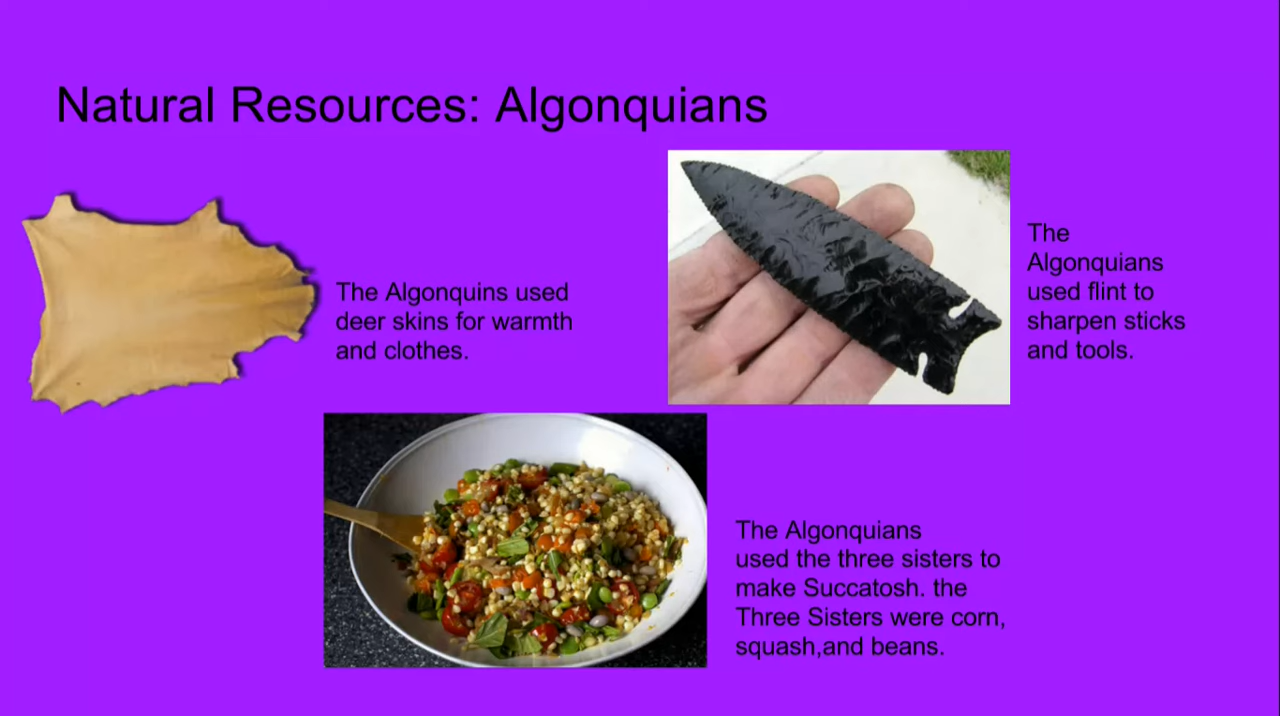 Natural Resources: Algonquians
The Algonquins used
deer skins for warmth
and clothes.
The
Algonquians
used flint to
sharpen sticks
and tools.
The Algonquians
used the three sisters to
make Succatosh. the
Three Sisters were corn,
squash,and beans.